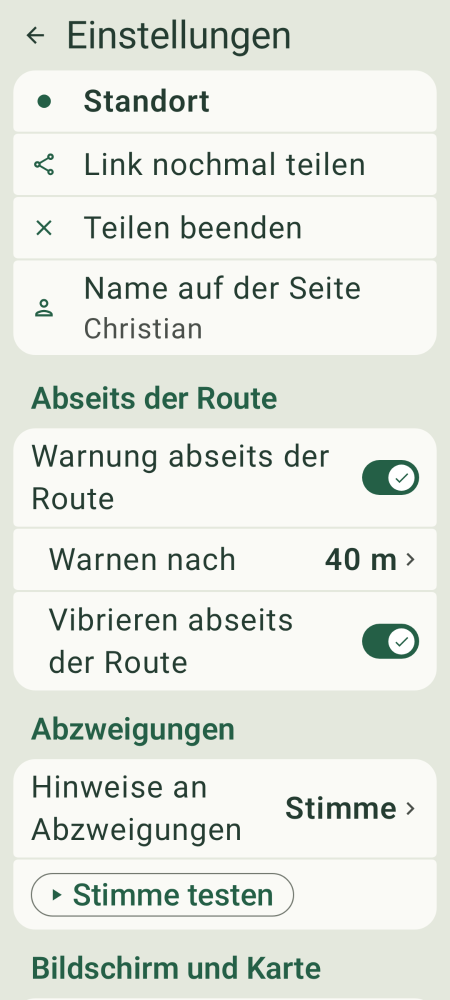 Einstellungen
Standort
Link nochmal teilen
Teilen beenden
Name auf der Seite
Christian
Abseits der Route
Warnung abseits der
Route
Warnen nach 40 m
Vibrieren abseits
der Route
Abzweigungen
Hinweise an
Abzweigungen
Stimme
Stimme testen
Bildschirm und Karte